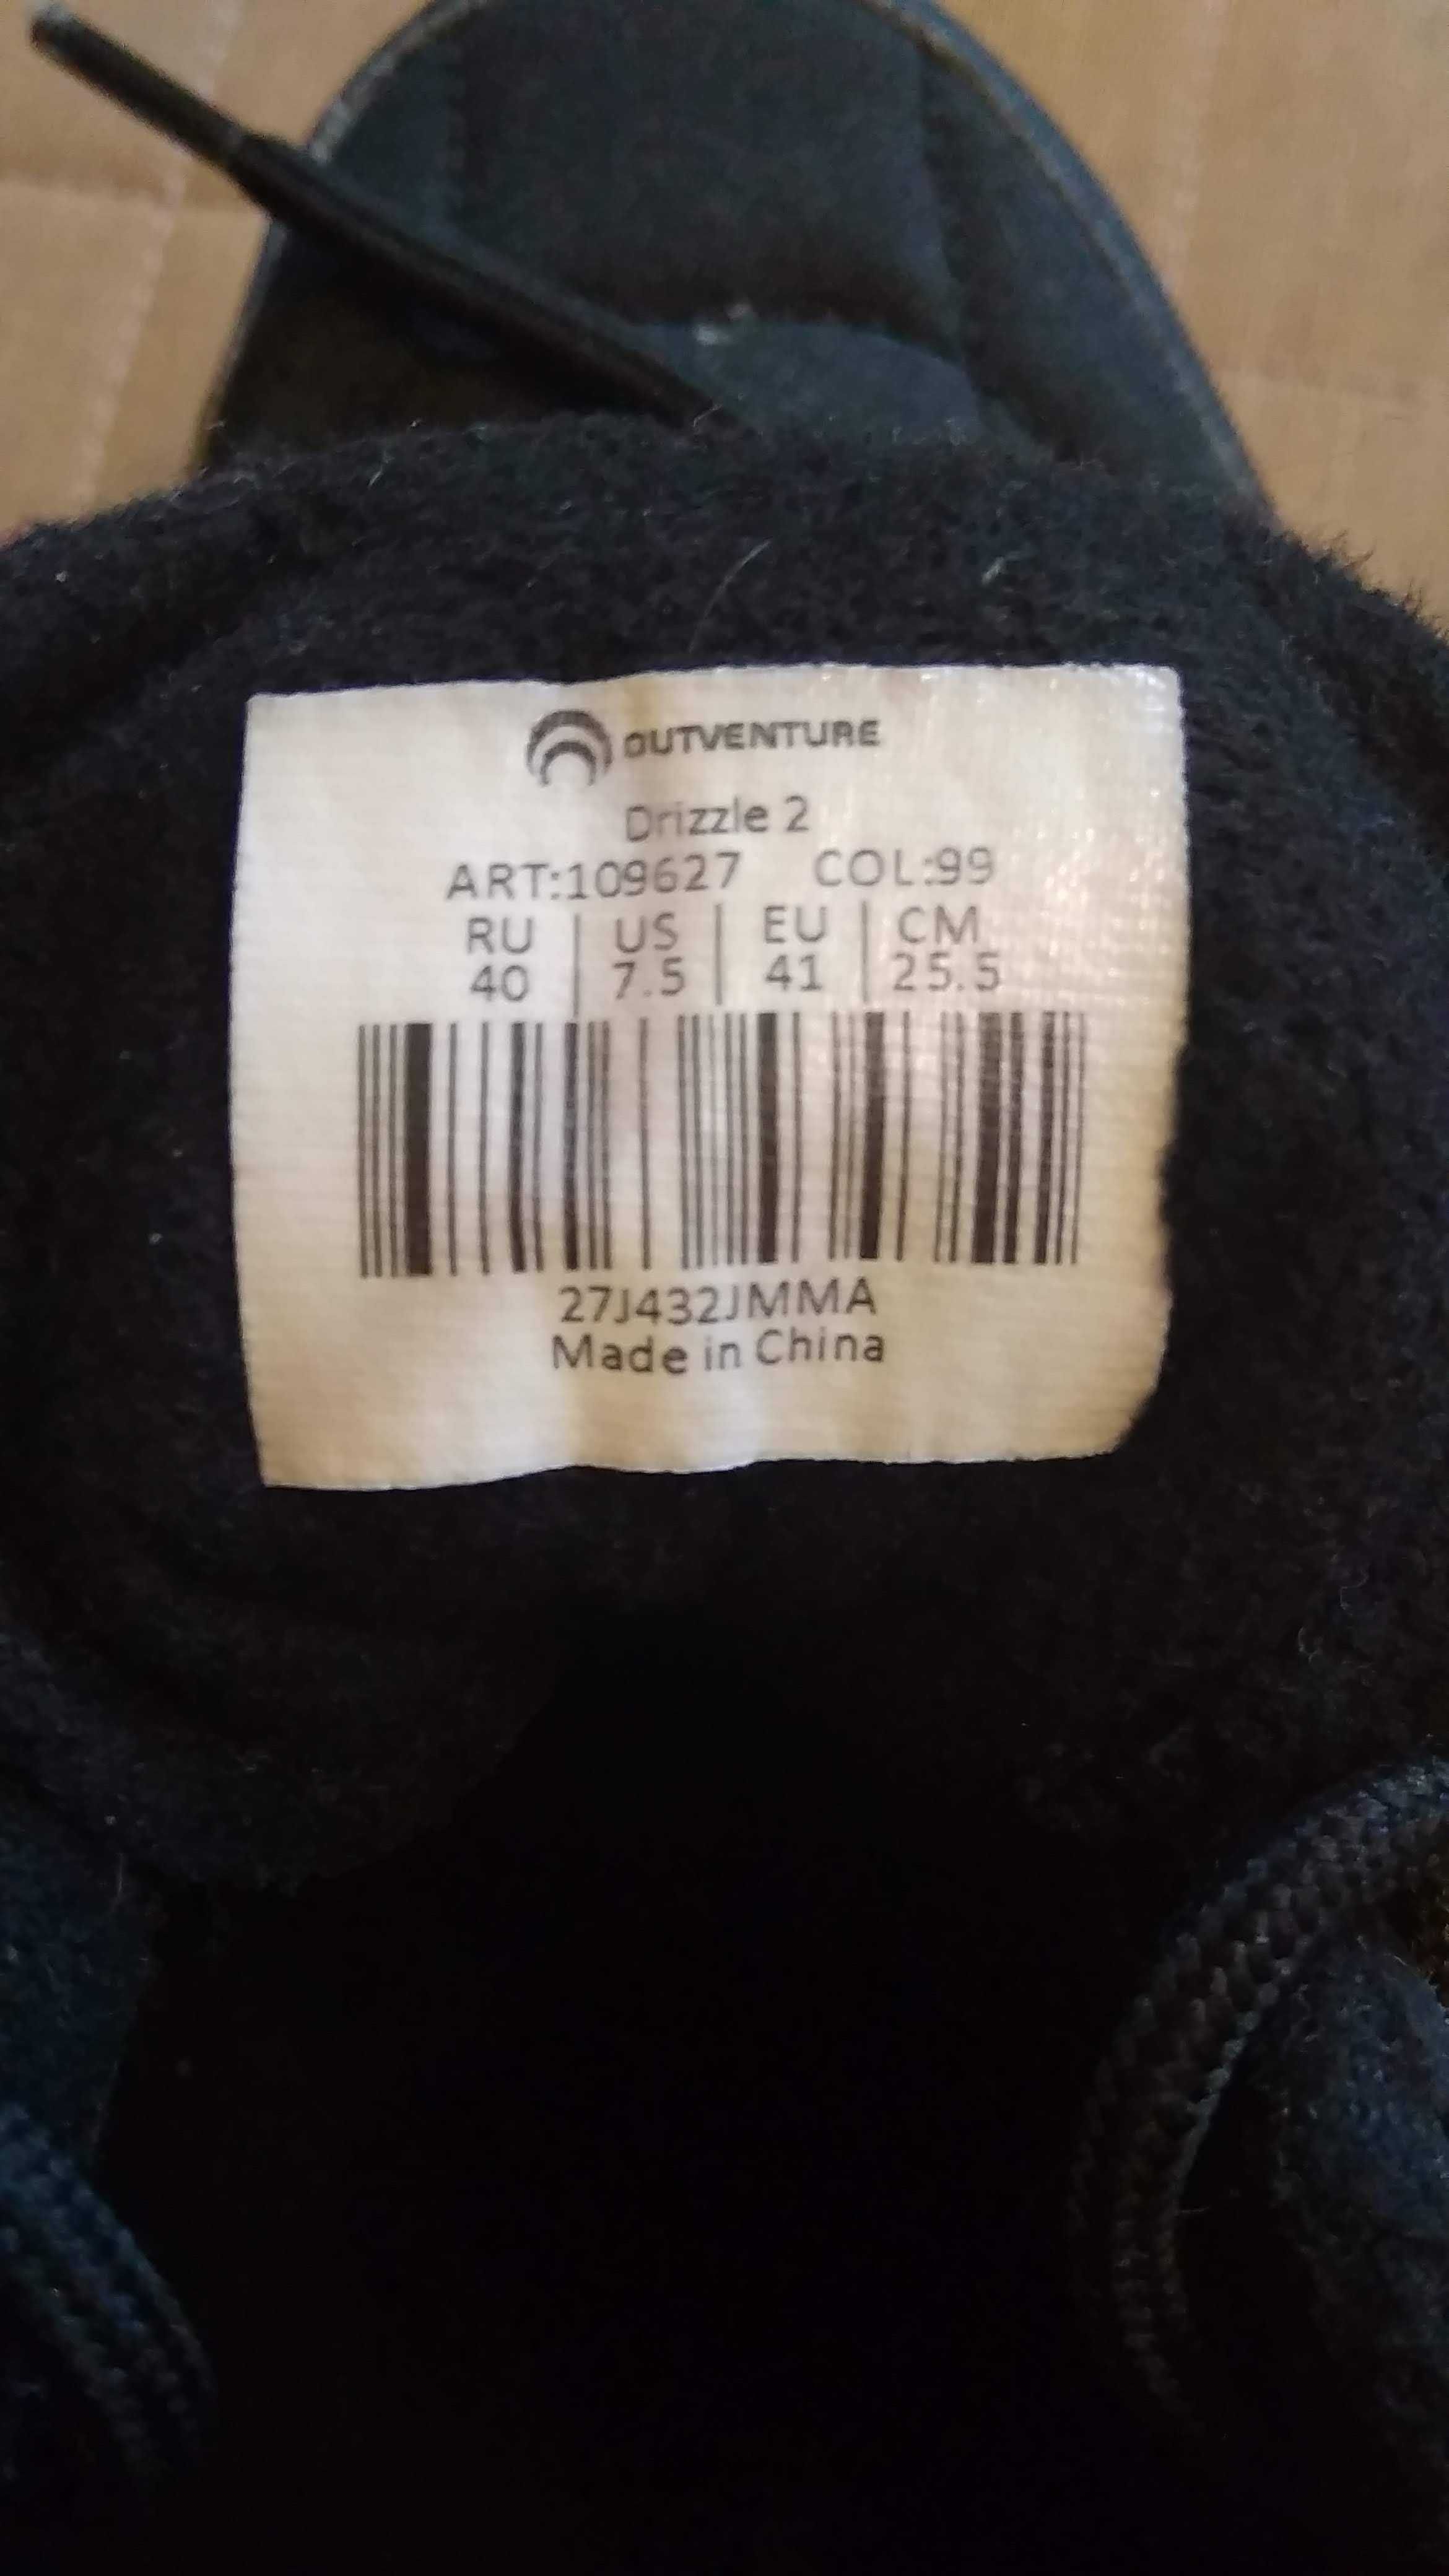 OUTVENTURE
Drizzle 2
ART:109627 COL:99
RU | US | EU | CM
40 | 7.5 | 41 | 25.5
27J432JMMA
Made in China